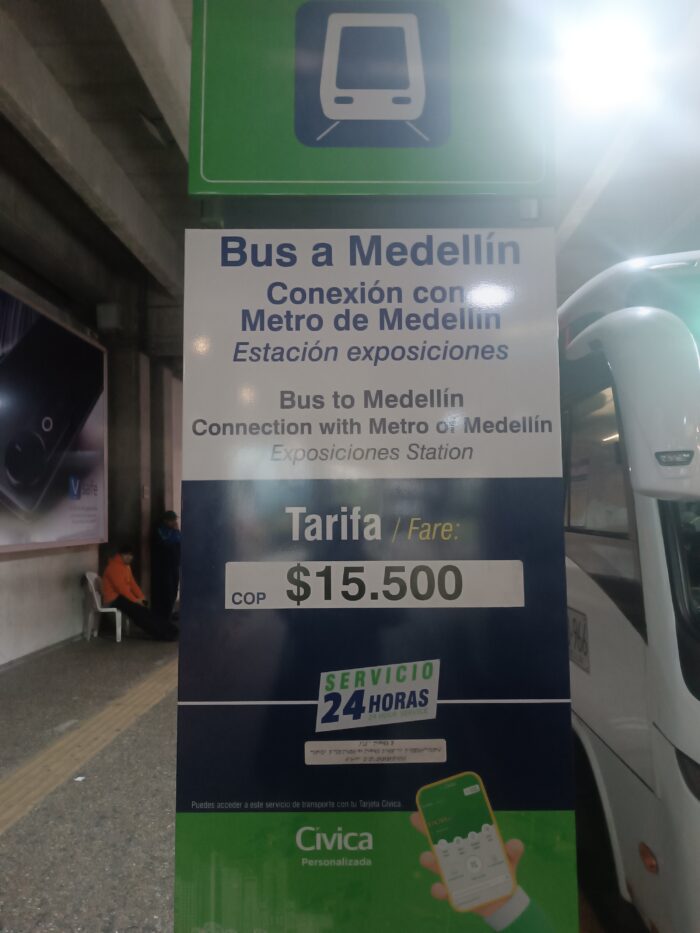 Bus a Medellín
Conexión con
Metro de Medellín
Estación exposiciones
Bus to Medellín
Connection with Metro of Medellín
Exposiciones Station
Tarifa / Fare:
COP $15.500
SERVICIO
24 HORAS
Puedes acceder a este servicio de transporte con tu Tarjeta Cívica.
Cívica
Personalizada